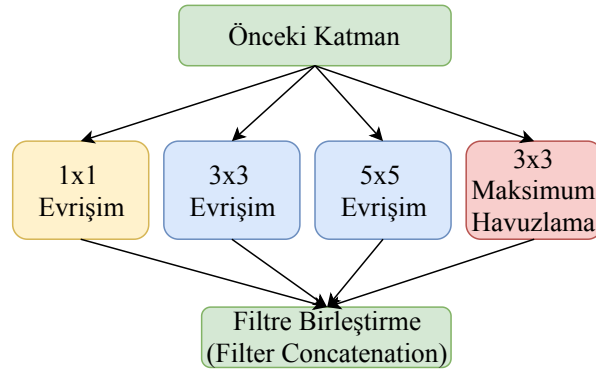 Önceki Katman
1x1
Evrişim
3x3
Evrişim
5x5
Evrişim
3x3
Maksimum
Havuzlama
Filtre Birleştirme
(Filter Concatenation)